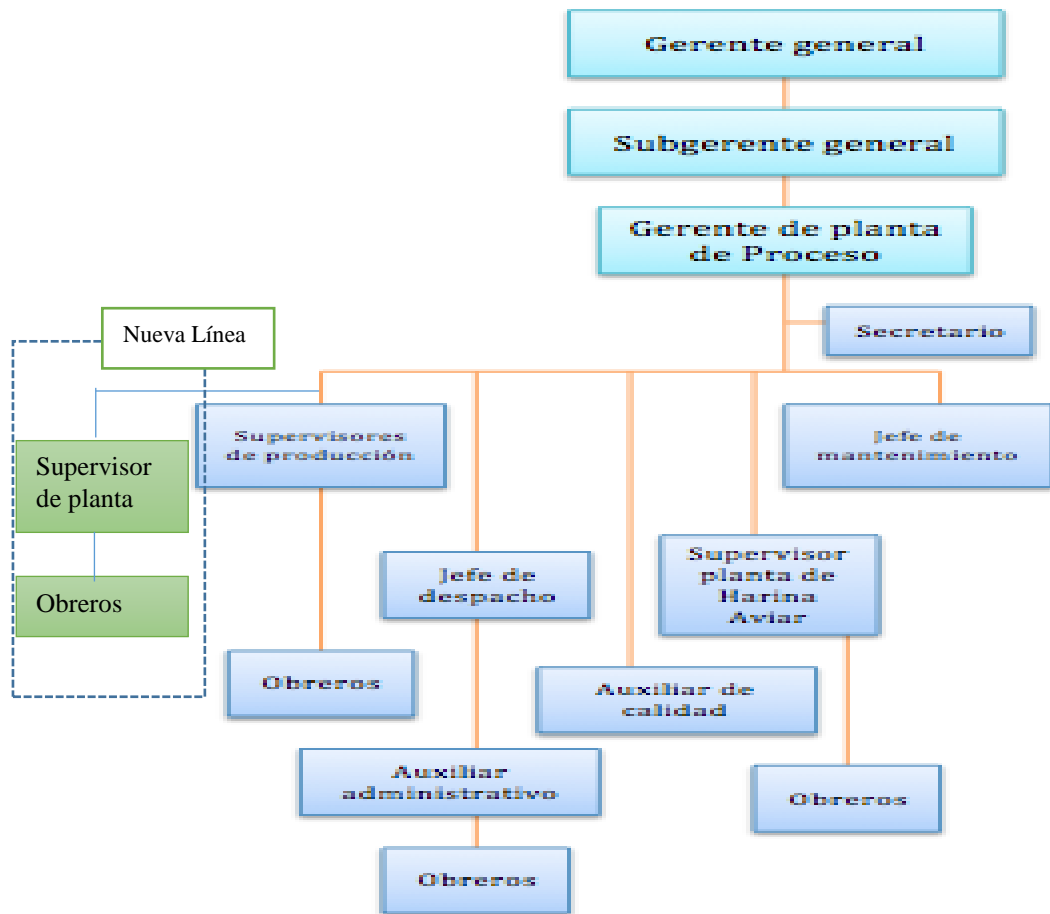 Gerente general
Subgerente general
Gerente de planta
de Proceso
Secretario
Nueva Línea
Supervisores
de producción
Jefe de
mantenimiento
Supervisor
de planta
Obreros
Jefe de
despacho
Supervisor
planta de
Harina
Aviar
Obreros
Auxiliar de
calidad
Auxiliar
administrativo
Obreros
Obreros